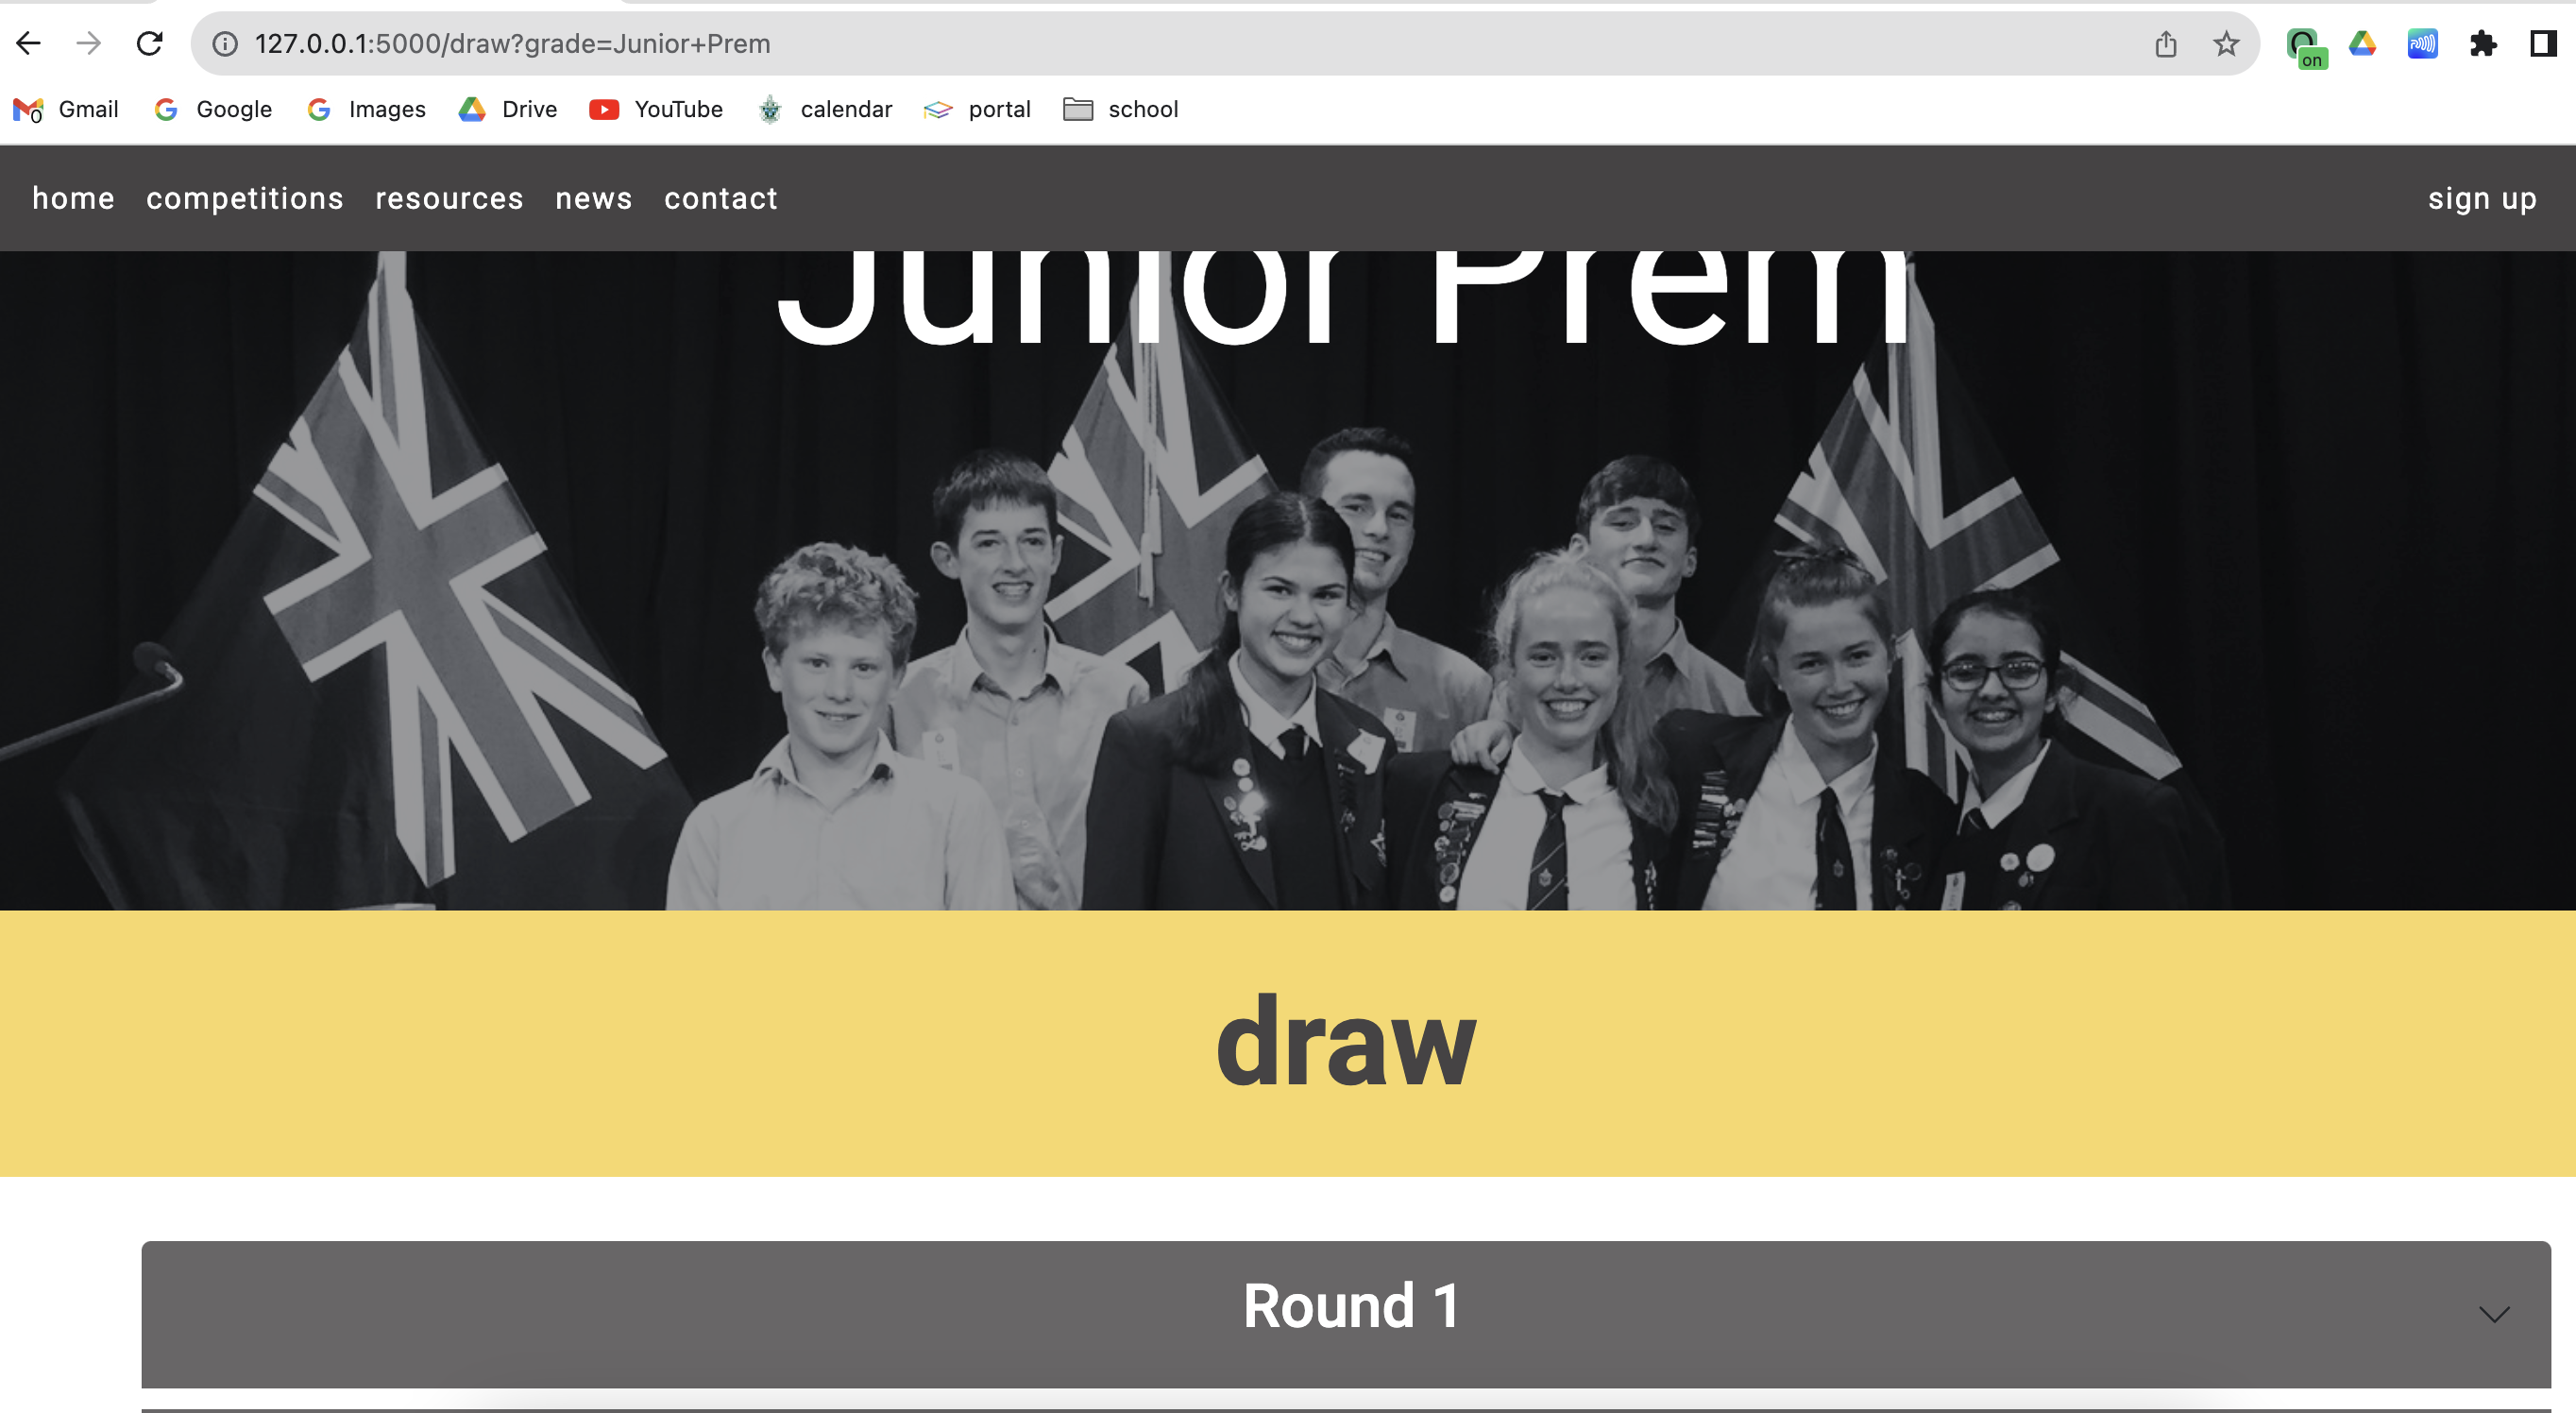 127.0.0.1:5000/draw?grade=Junior+Prem
on
Gmail Google Images Drive YouTube calendar portal school
home competitions resources news contact sign up
Junior Prem
draw
Round 1